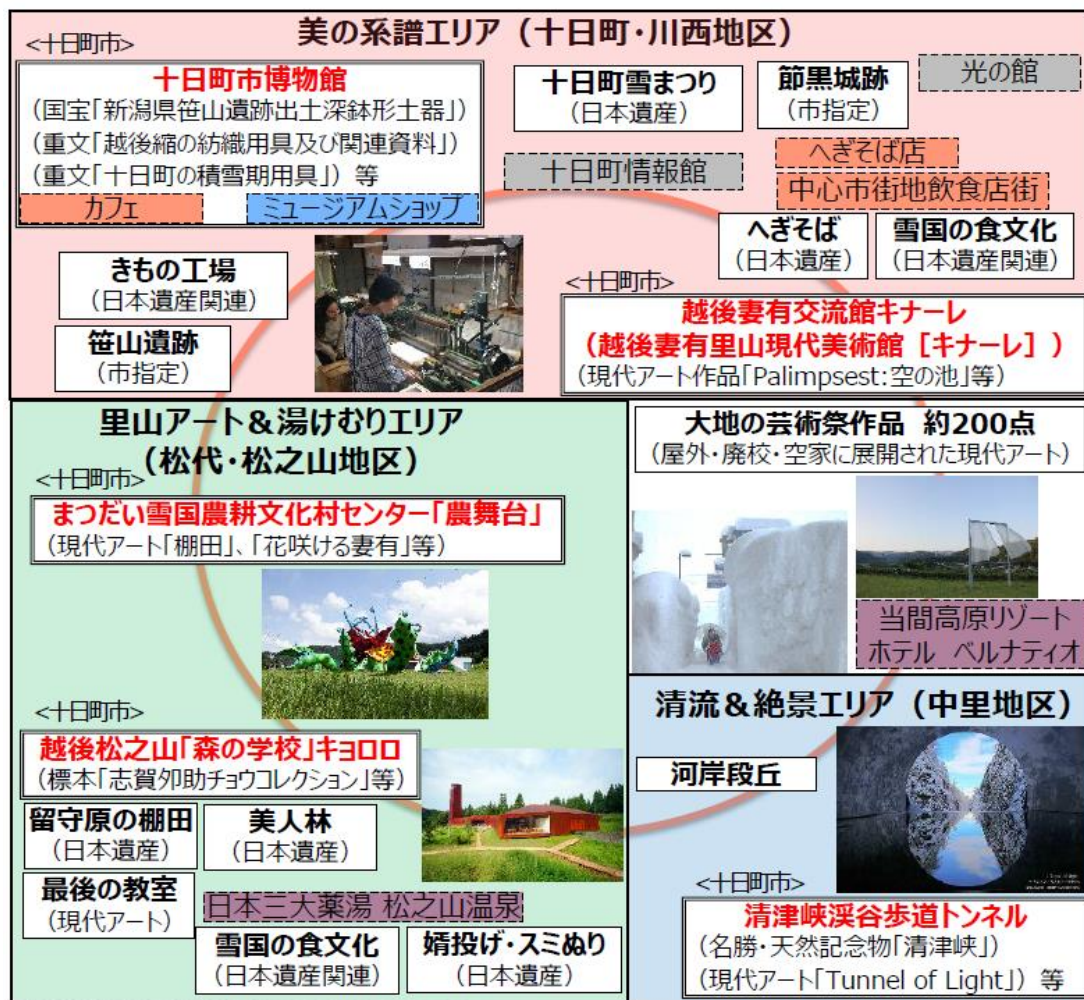 美の系譜エリア（十日町・川西地区）
<十日町市>
十日町市博物館
（国宝「新潟県笹山遺跡出土深鉢形土器」）
（重文「越後縮の紡織用具及び関連資料」）
（重文「十日町の積雪期用具」）等
カフェ
ミュージアムショップ
十日町雪まつり
（日本遺産）
節黒城跡
（市指定）
光の館
十日町情報館
へぎそば店
中心市街地飲食店街
へぎそば
（日本遺産）
雪国の食文化
（日本遺産関連）
きもの工場
（日本遺産関連）
笹山遺跡
（市指定）
<十日町市>
越後妻有交流館キナーレ
（越後妻有里山現代美術館［キナーレ］）
（現代アート作品「Palimpsest:空の池」等）
里山アート＆湯けむりエリア
（松代・松之山地区）
<十日町市>
まつだい雪国農耕文化村センター「農舞台」
（現代アート「棚田」、「花咲ける妻有」等）
<十日町市>
越後松之山「森の学校」キョロロ
（標本「志賀夘助チョウコレクション」等）
留守原の棚田
（日本遺産）
美人林
（日本遺産）
最後の教室
（現代アート）
日本三大薬湯 松之山温泉
雪国の食文化
（日本遺産関連）
婿投げ・スミぬり
（日本遺産）
大地の芸術祭作品 約200点
（屋外・廃校・空家に展開された現代アート）
当間高原リゾート
ホテル ベルナティオ
清流＆絶景エリア（中里地区）
河岸段丘
<十日町市>
清津峡渓谷歩道トンネル
（名勝・天然記念物「清津峡」）
（現代アート「Tunnel of Light」）等